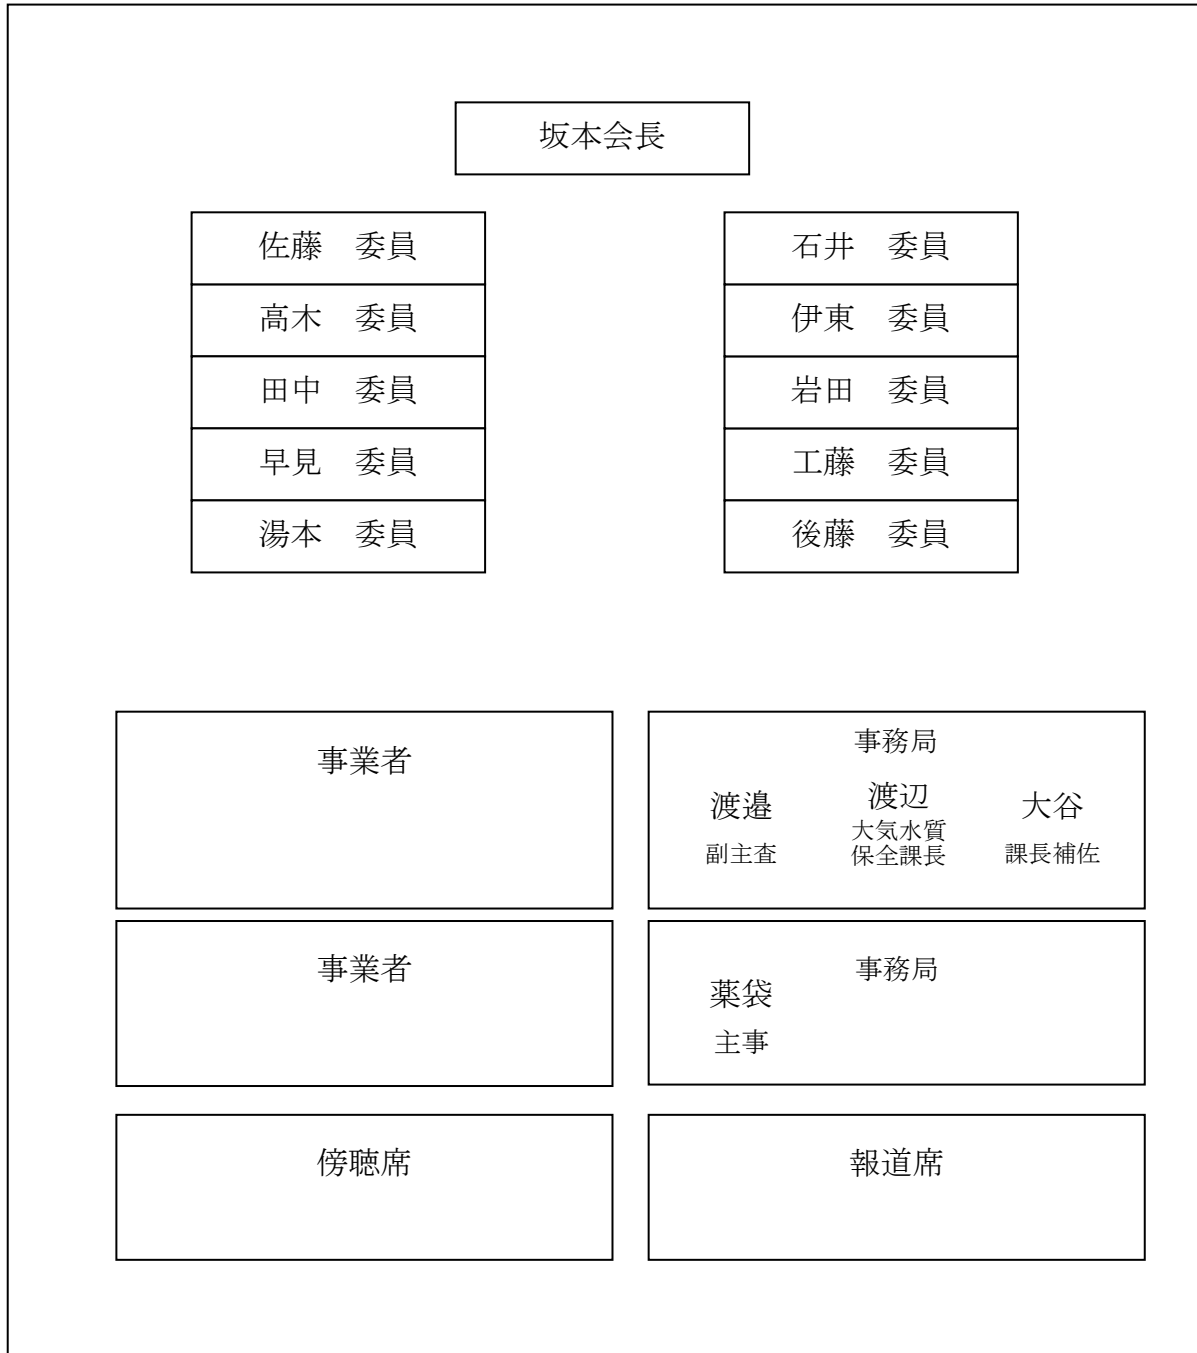 坂本会長
佐藤　委員
高木　委員
田中　委員
早見　委員
湯本　委員
石井　委員
伊東　委員
岩田　委員
工藤　委員
後藤　委員
事業者
事務局
渡邉
副主査
渡辺
大気水質
保全課長
大谷
課長補佐
事業者
事務局
薬袋
主事
傍聴席
報道席